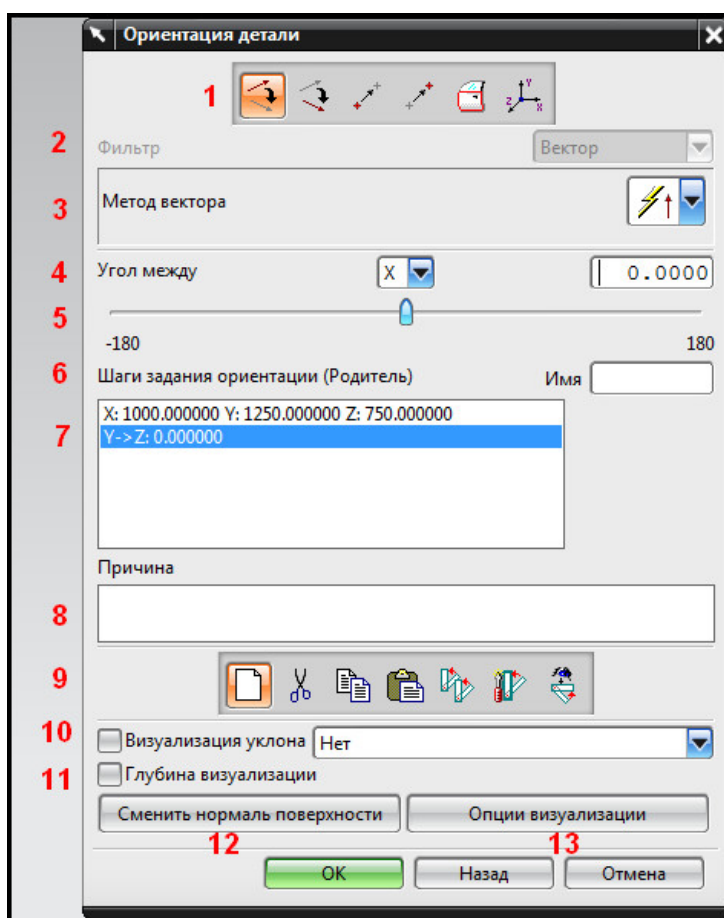 Ориентация детали
1
Y
Z X
2 Фильтр Вектор
3 Метод вектора
4 Угол между X 0.0000
5
-180 180
6 Шаги задания ориентации (Родитель) Имя
X: 1000.000000 Y: 1250.000000 Z: 750.000000
7 Y->Z: 0.000000
Причина
8
9
10 Визуализация уклона Нет
11 Глубина визуализации
Сменить нормаль поверхности Опции визуализации
12 13
OK Назад Отмена